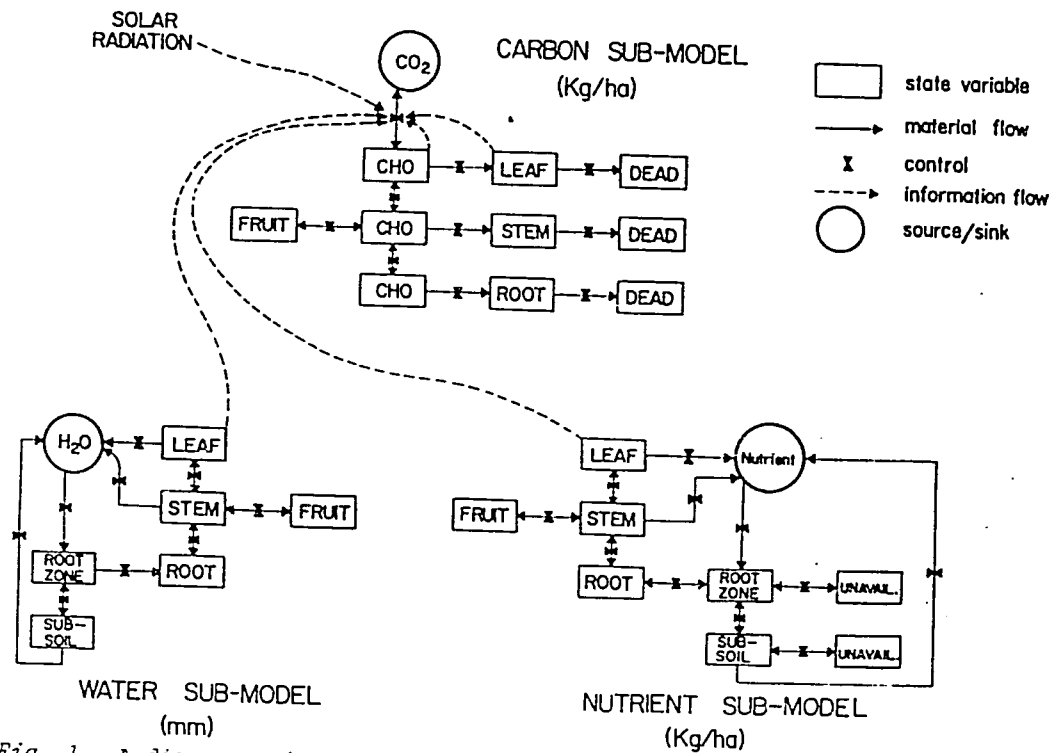 SOLAR
RADIATION
CO2
CARBON SUB-MODEL
(Kg/ha)
state variable
material flow
control
information flow
source/sink
CHO
LEAF
DEAD
FRUIT
CHO
STEM
DEAD
CHO
ROOT
DEAD
H2O
LEAF
STEM
FRUIT
ROOT
ZONE
ROOT
SUB-
SOIL
WATER SUB-MODEL
(mm)
LEAF
Nutrient
FRUIT
STEM
ROOT
ROOT
ZONE
UNAVAIL.
SUB-
SOIL
UNAVAIL.
NUTRIENT SUB-MODEL
(Kg/ha)
Fig. 1